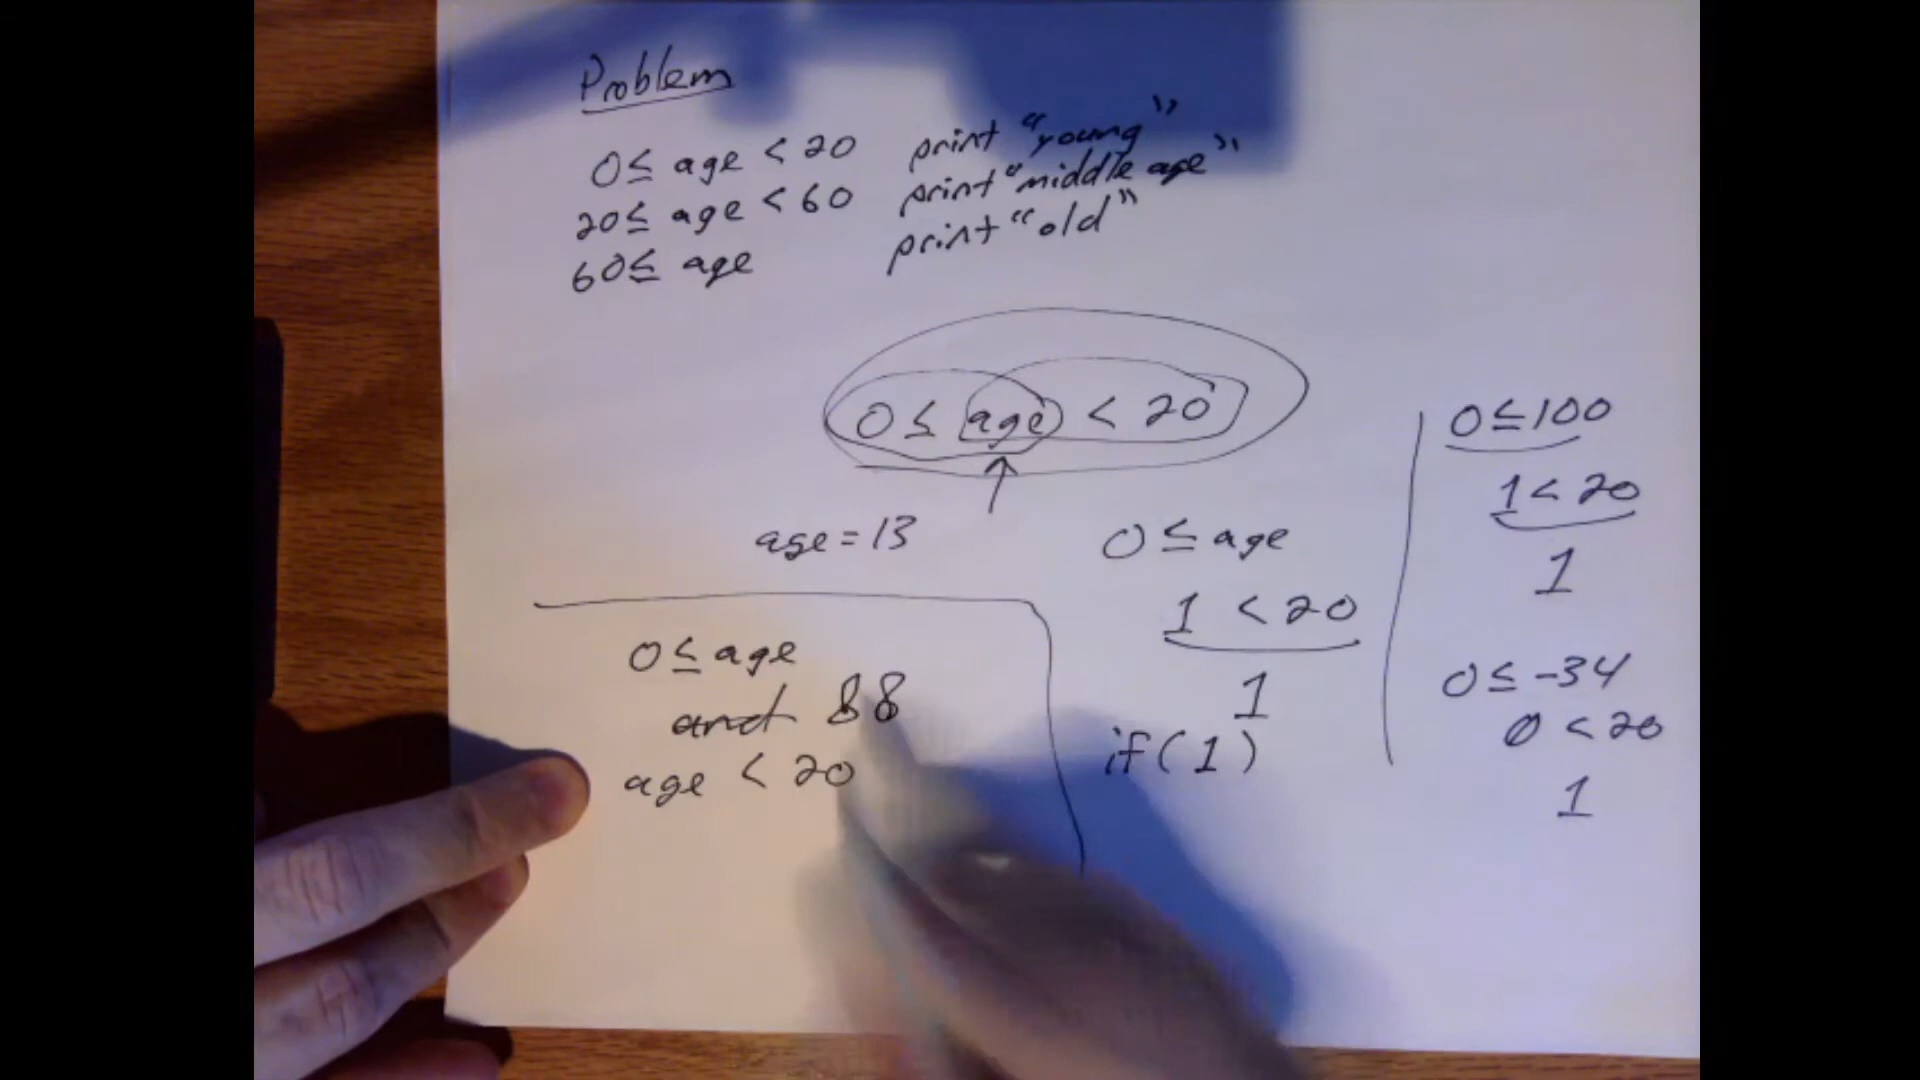 Problem
0 ≤ age < 20 print "young"
20 ≤ age < 60 print "middle age"
60 ≤ age print "old"
0 ≤ age < 20
age = 13
0 ≤ age
1 < 20
1
if(1)
0 ≤ 100
1 < 20
1
0 ≤ -34
0 < 20
1
0 ≤ age
and &&
age < 20